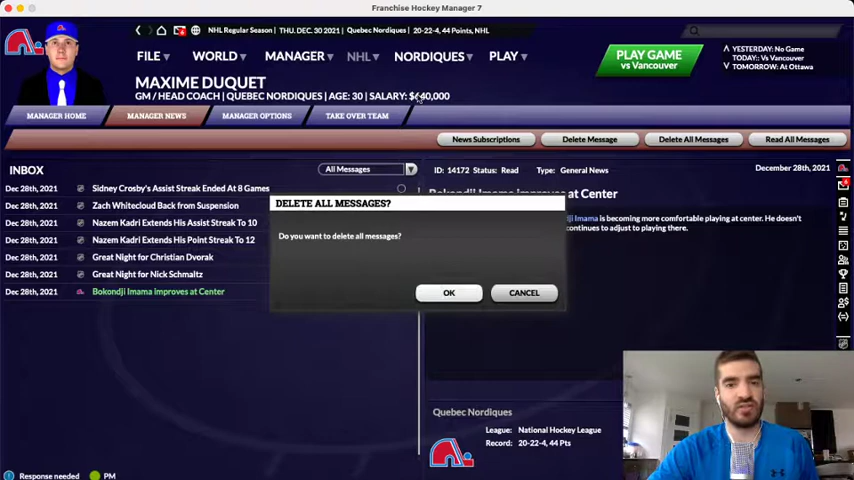 Franchise Hockey Manager 7
NHL Regular Season | THU. DEC. 30 2021 | Quebec Nordiques | 20-22-4, 44 Points, NHL
FILE WORLD MANAGER NHL NORDIQUES PLAY
PLAY GAME
vs Vancouver
YESTERDAY: No Game
TODAY:: Vancouver
TOMORROW: At Ottawa
MAXIME DUQUET
GM / HEAD COACH | QUEBEC NORDIQUES | AGE: 30 | SALARY:
MANAGER HOME MANAGER NEWS MANAGER OPTIONS TAKE OVER TEAM
News Subscriptions Delete Message Delete All Messages Read All Messages
INBOX All Messages
ID: 14172 Status: Read Type: General News December 28th, 2021
Dec 28th, 2021 Sidney Crosby's Assist Streak Ended At 8 Games
Dec 28th, 2021 Zach Whitecloud Back from Suspension
Dec 28th, 2021 Nazem Kadri Extends His Assist Streak To 10
Dec 28th, 2021 Nazem Kadri Extends His Point Streak To 12
Dec 28th, 2021 Great Night for Christian Dvorak
Dec 28th, 2021 Great Night for Nick Schmaltz
Dec 28th, 2021 Bokondji Imama improves at Center
at Center
Imama is becoming more comfortable playing at center. He doesn't
continues to adjust to playing there.
DELETE ALL MESSAGES?
Do you want to delete all messages?
OK CANCEL
Quebec Nordiques
League: National Hockey League
Record: 20-22-4, 44 Pts
Response needed PM